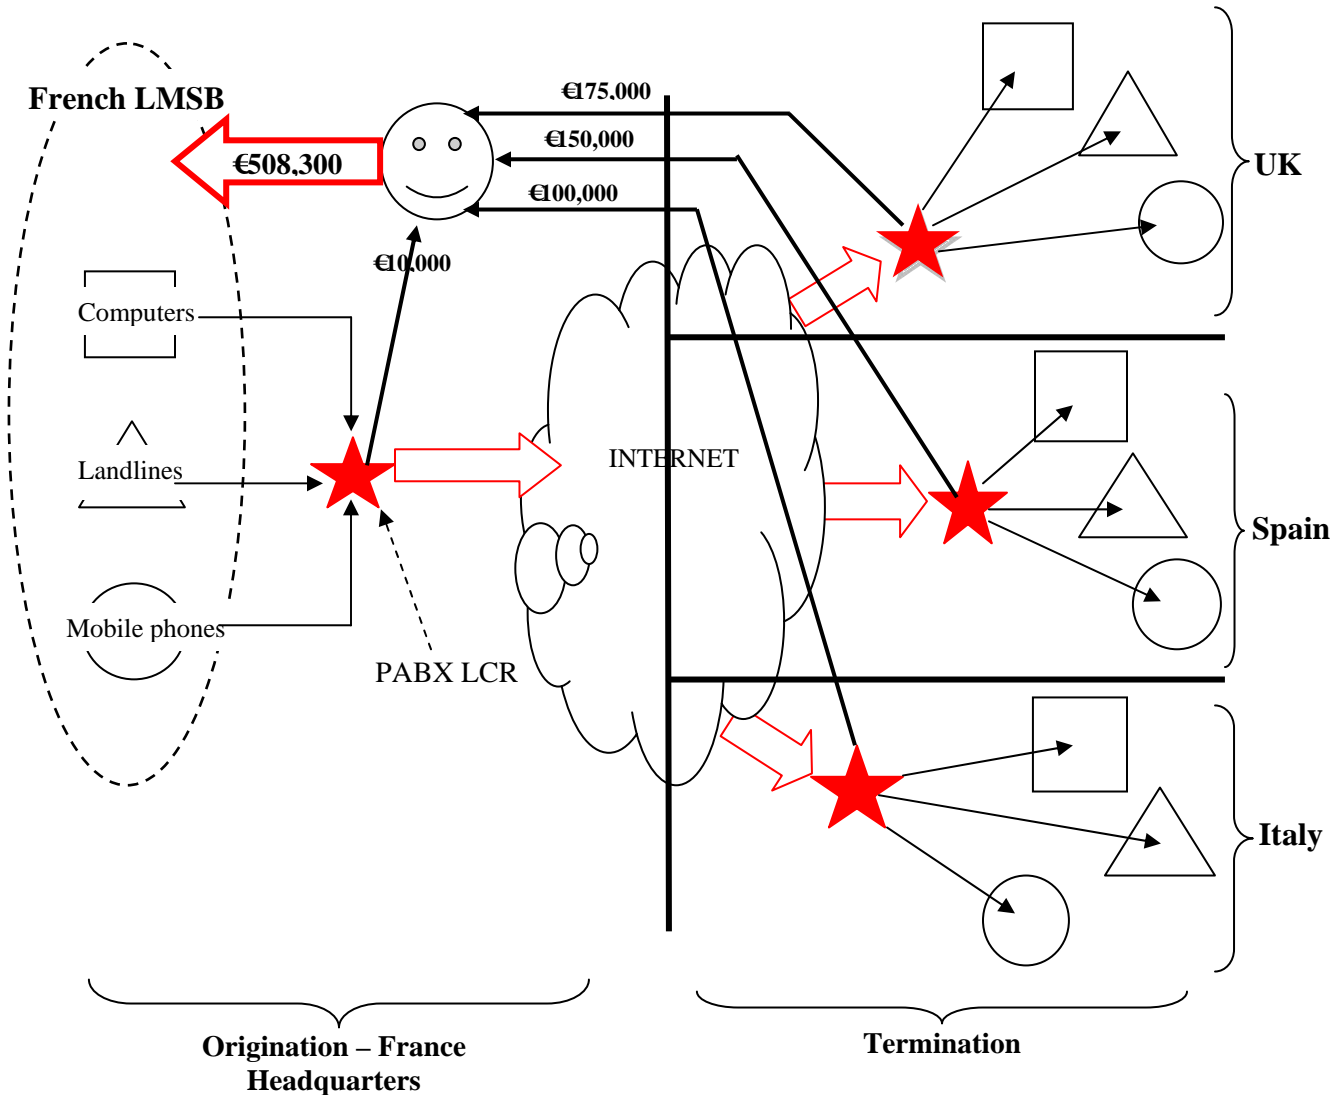 French LMSB
€175,000
€150,000
€508,300
€100,000
UK
€10,000
Computers
INTERNET
Landlines
Spain
Mobile phones
PABX LCR
Italy
Origination – France
Headquarters
Termination